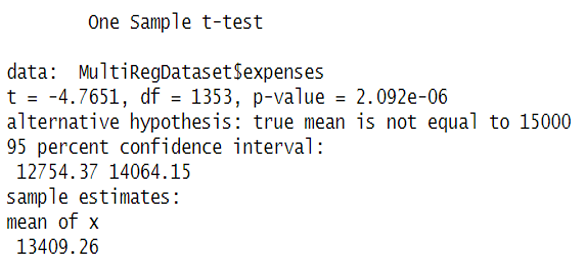 One Sample t-test
data:  MultiRegDataset$expenses
t = -4.7651, df = 1353, p-value = 2.092e-06
alternative hypothesis: true mean is not equal to 15000
95 percent confidence interval:
12754.37 14064.15
sample estimates:
mean of x
13409.26